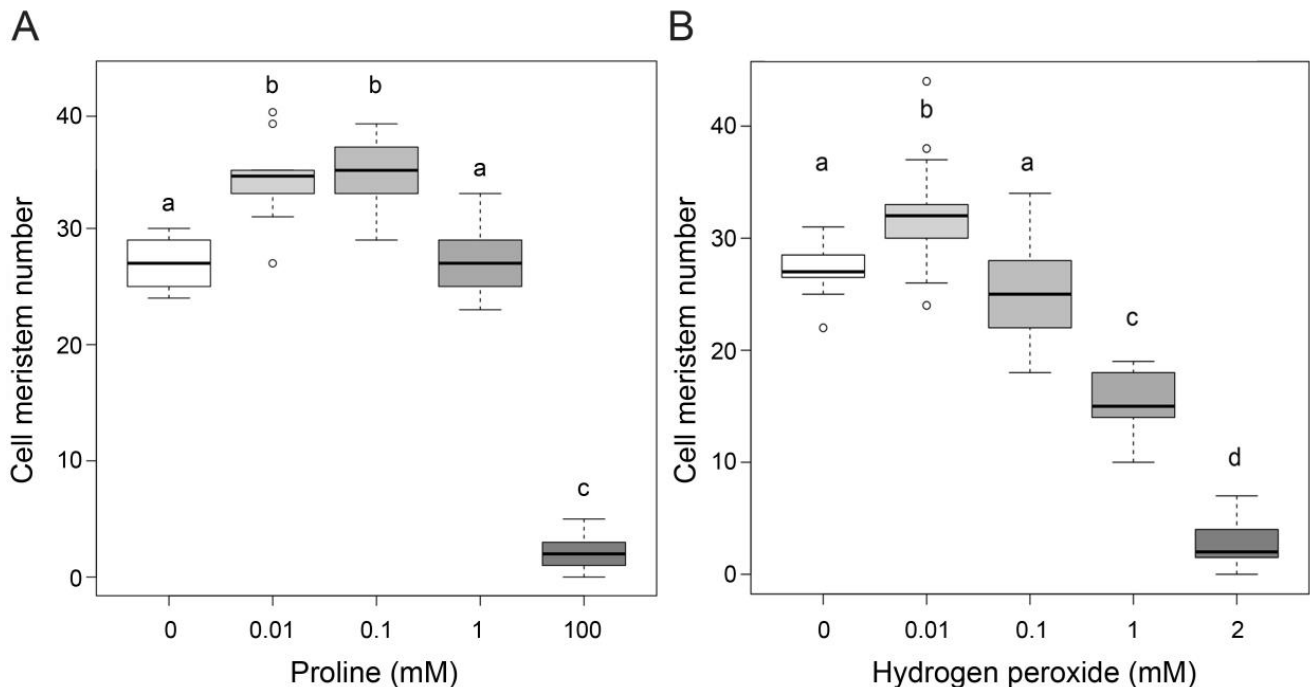 A
B
Cell meristem number
40
30
20
10
0
a
b
b
a
c
0
0.01
0.1
1
100
Proline (mM)
Cell meristem number
40
30
20
10
0
a
b
a
c
d
0
0.01
0.1
1
2
Hydrogen peroxide (mM)